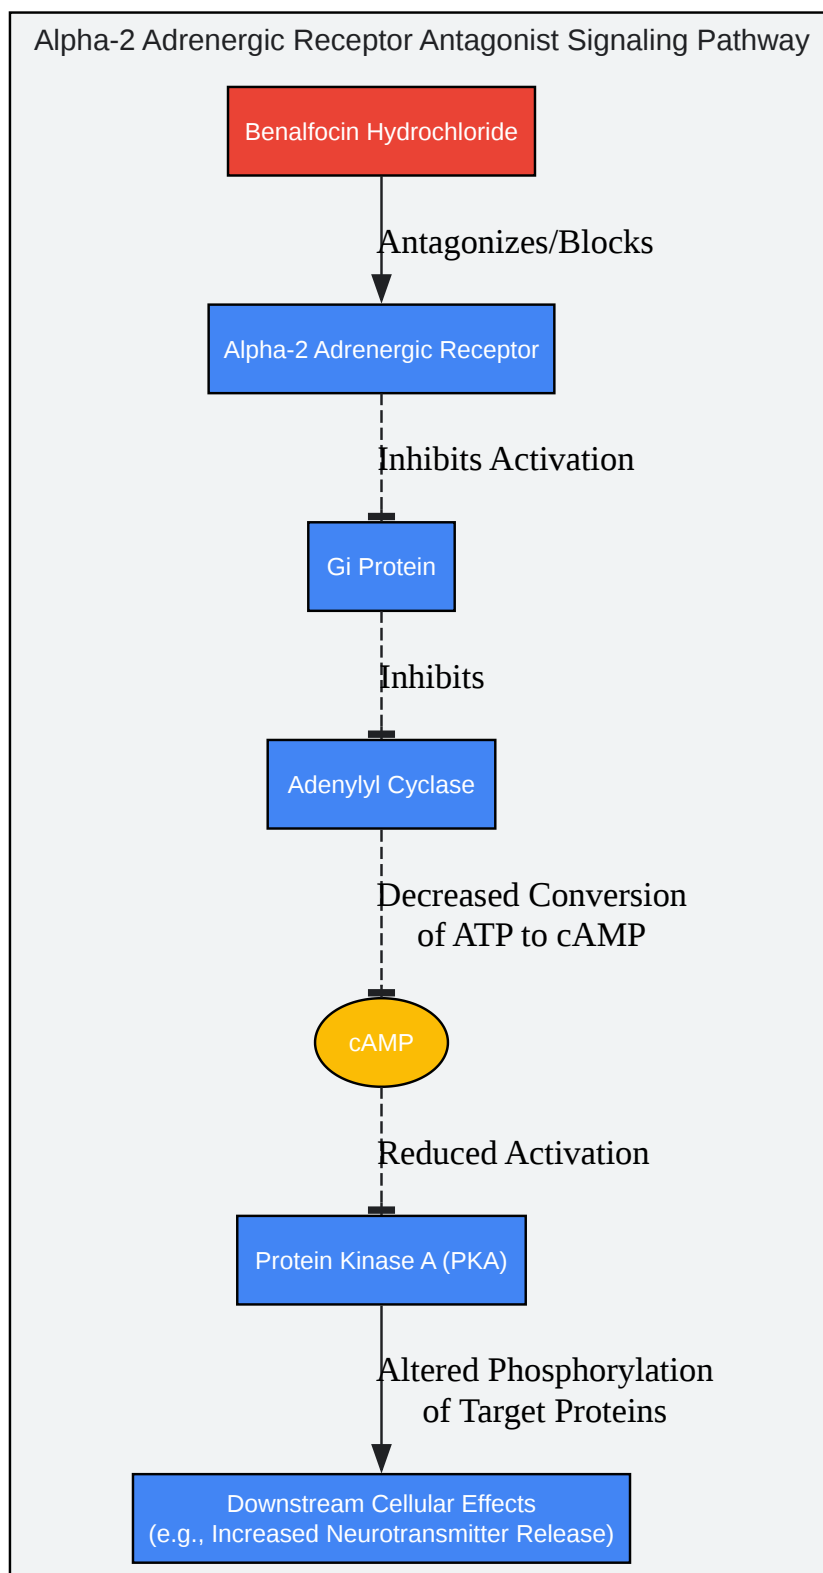 Alpha-2 Adrenergic Receptor Antagonist Signaling Pathway
Benalfocin Hydrochloride
Antagonizes/Blocks
Alpha-2 Adrenergic Receptor
Inhibits Activation
Gi Protein
Inhibits
Adenylyl Cyclase
Decreased Conversion
of ATP to cAMP
cAMP
Reduced Activation
Protein Kinase A (PKA)
Altered Phosphorylation
of Target Proteins
Downstream Cellular Effects
(e.g., Increased Neurotransmitter Release)